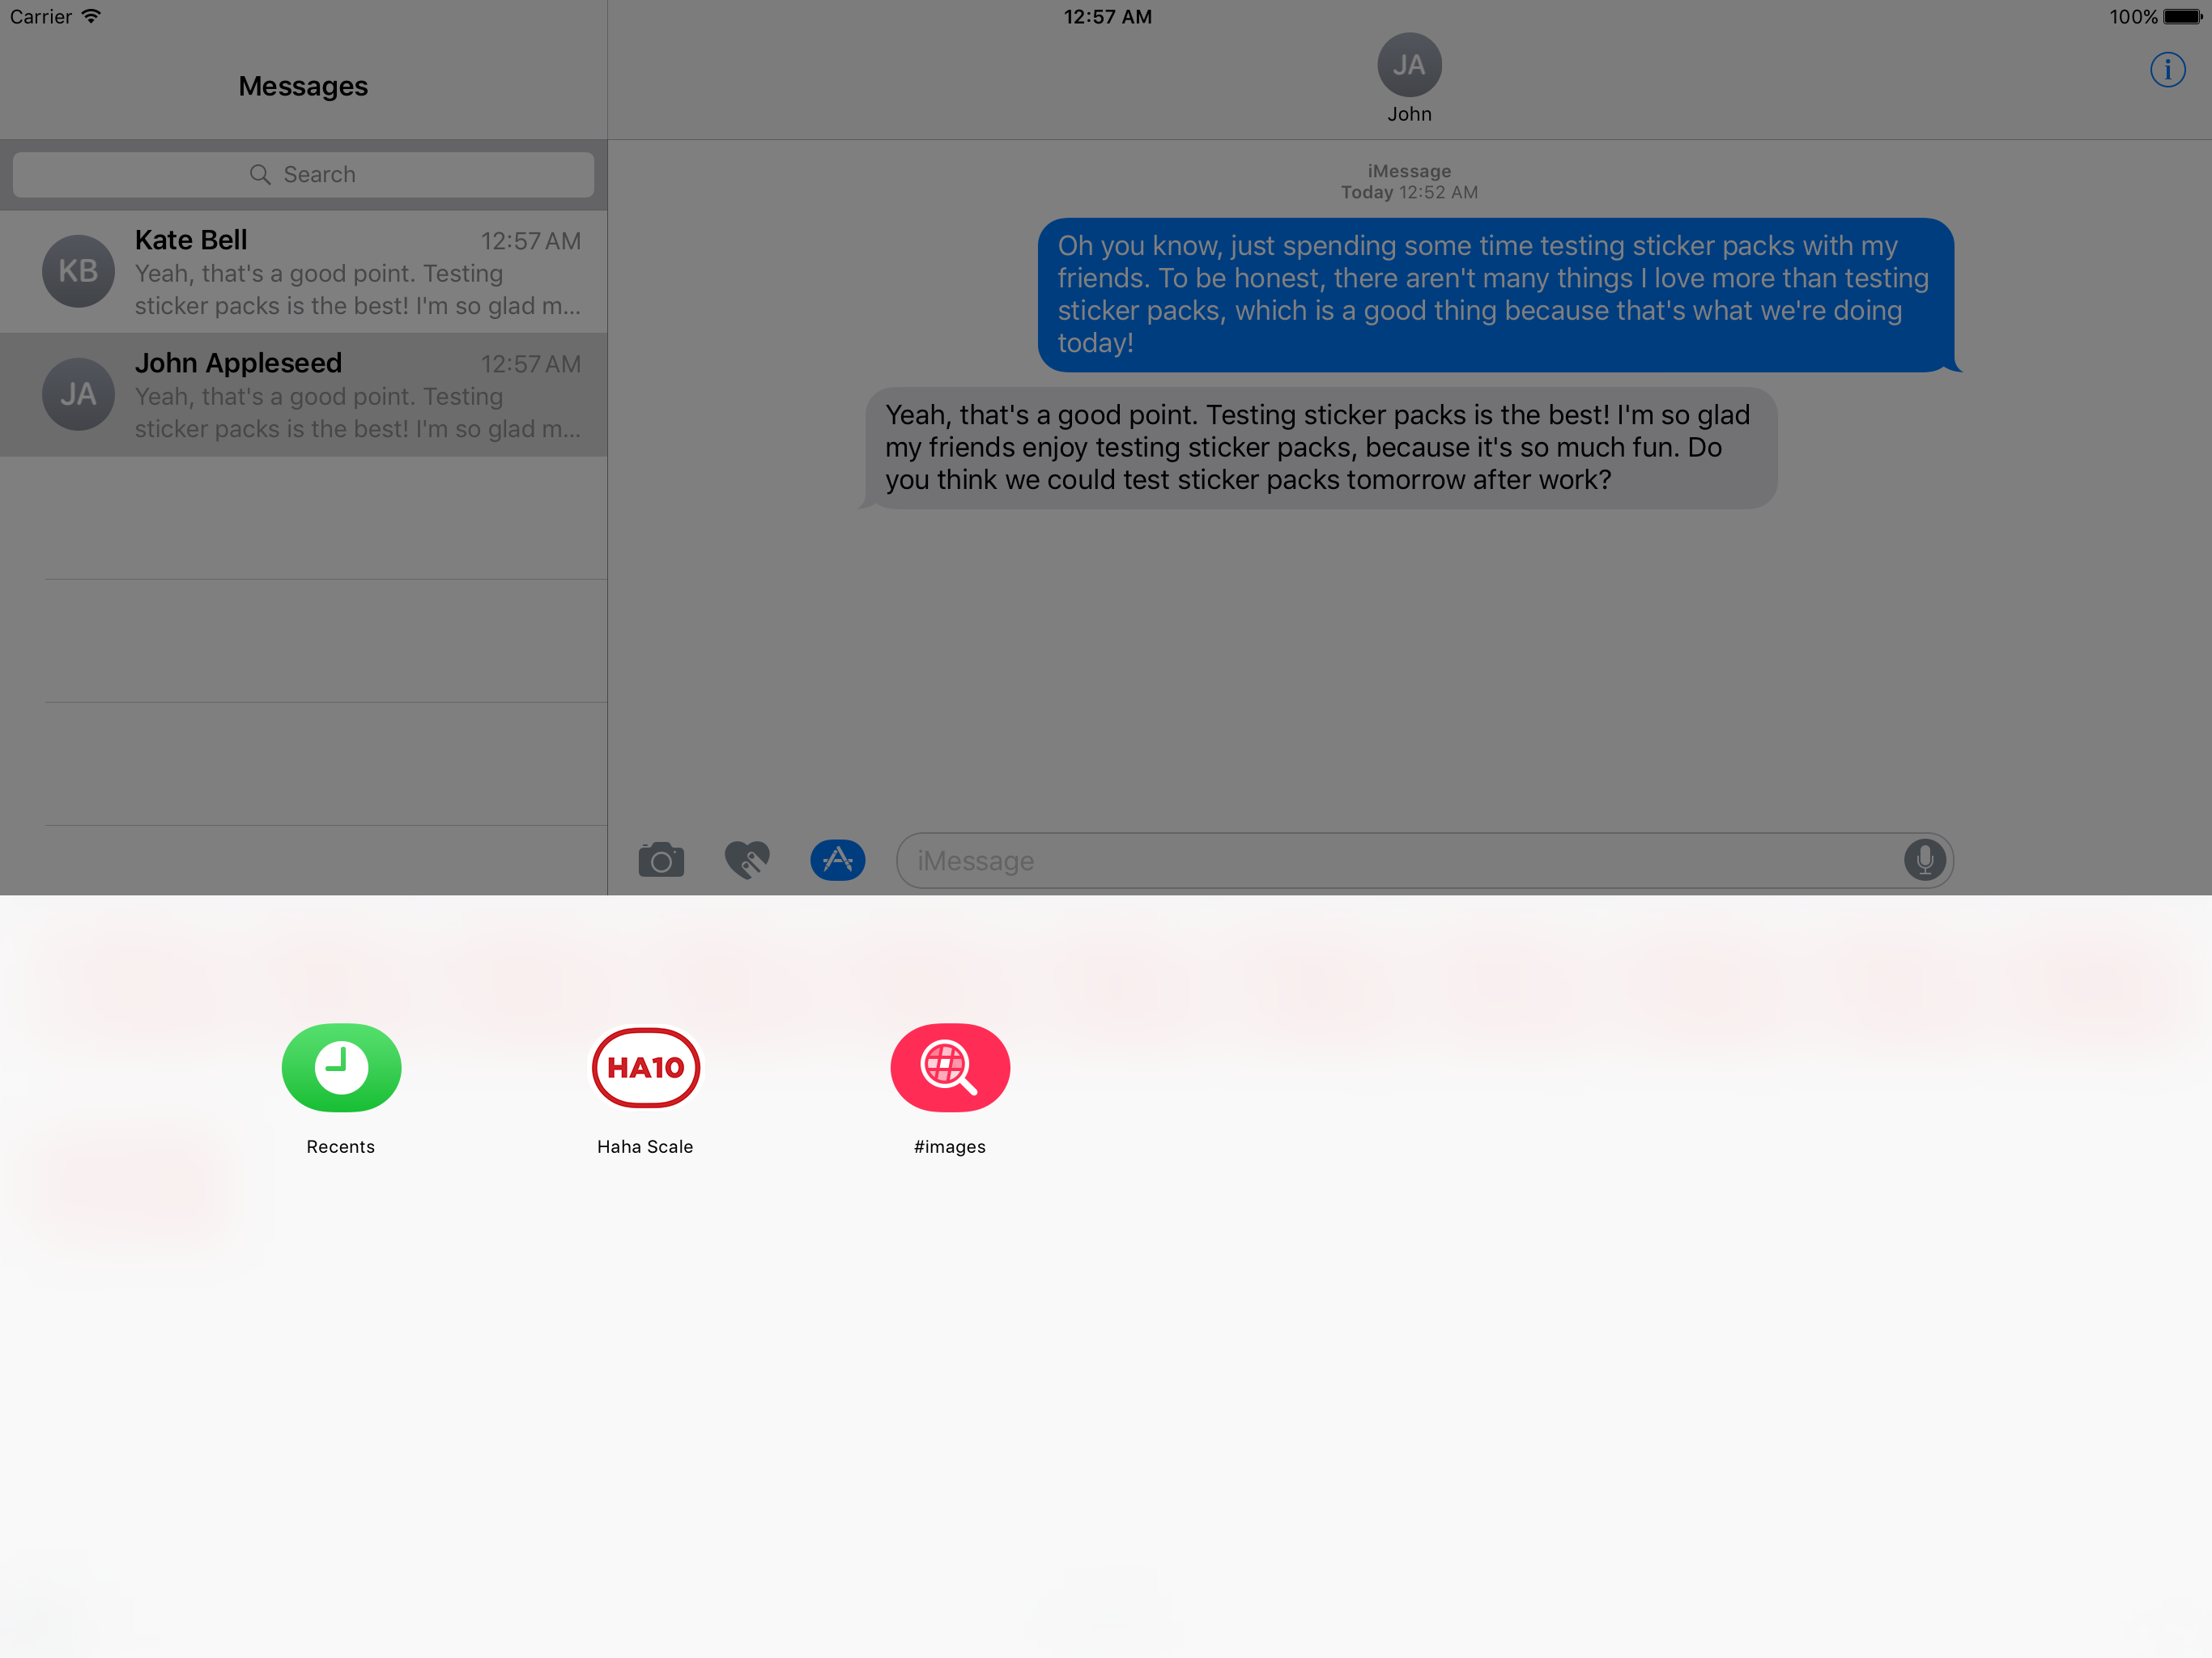 Carrier
12:57 AM
100%
Messages
JA
John
Search
iMessage
Today 12:52 AM
Kate Bell
12:57 AM
KB
Yeah, that's a good point. Testing
sticker packs is the best! I'm so glad m...
John Appleseed
12:57 AM
JA
Yeah, that's a good point. Testing
sticker packs is the best! I'm so glad m...
Oh you know, just spending some time testing sticker packs with my
friends. To be honest, there aren't many things I love more than testing
sticker packs, which is a good thing because that's what we're doing
today!
Yeah, that's a good point. Testing sticker packs is the best! I'm so glad
my friends enjoy testing sticker packs, because it's so much fun. Do
you think we could test sticker packs tomorrow after work?
iMessage
HA10
Recents
Haha Scale
#images